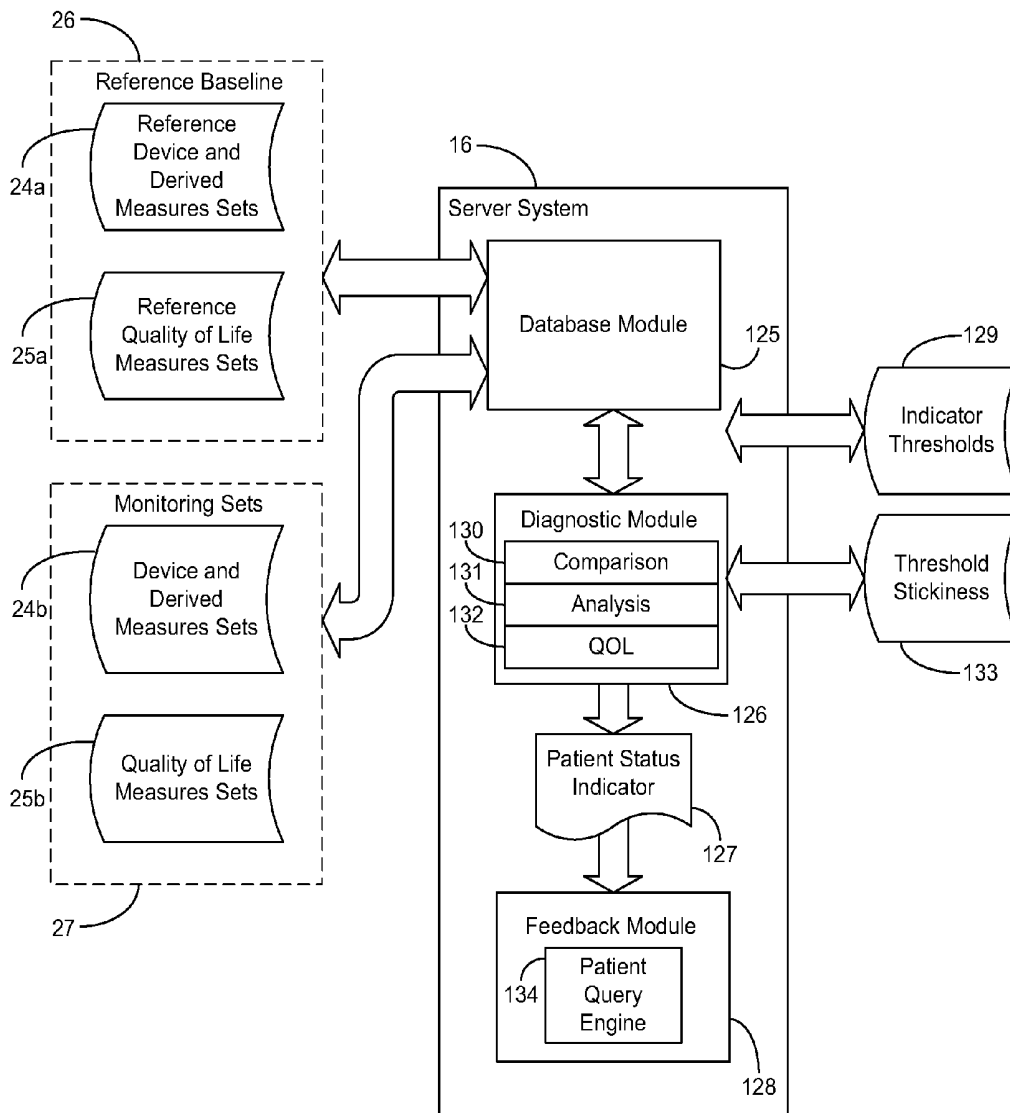 26
Reference Baseline
Reference
Device and
Derived
Measures Sets
24a
Reference
Quality of Life
Measures Sets
25a
Monitoring Sets
Device and
Derived
Measures Sets
24b
Quality of Life
Measures Sets
25b
27
16
Server System
Database Module
125
Diagnostic Module
130
Comparison
131
Analysis
132
QOL
126
Patient Status
Indicator
127
Feedback Module
134
Patient
Query
Engine
128
129
Indicator
Thresholds
Threshold
Stickiness
133